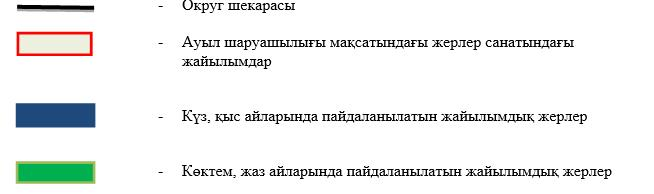 - Округ шекарасы
- Ауыл шаруашылығы мақсатындағы жерлер санатындағы
жайылымдар
- Күз, қыс айларында пайдаланылатын жайылымдық жерлер
- Көктем, жаз айларында пайдаланылатын жайылымдық жерлер